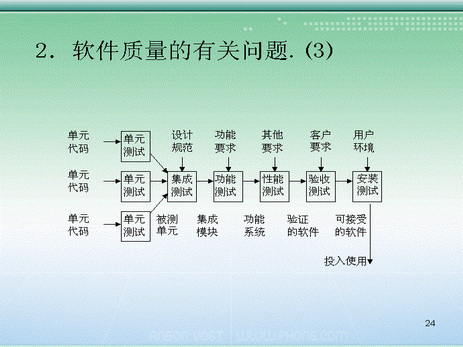 2. 软件质量的有关问题. (3)
单元
代码
单元
测试
设计
规范
功能
要求
其他
要求
客户
要求
用户
环境
单元
代码
单元
测试
集成
测试
功能
测试
性能
测试
验收
测试
安装
测试
单元
代码
单元
测试
被测
单元
集成
模块
功能
系统
验证
的软件
可接受
的软件
投入使用
24